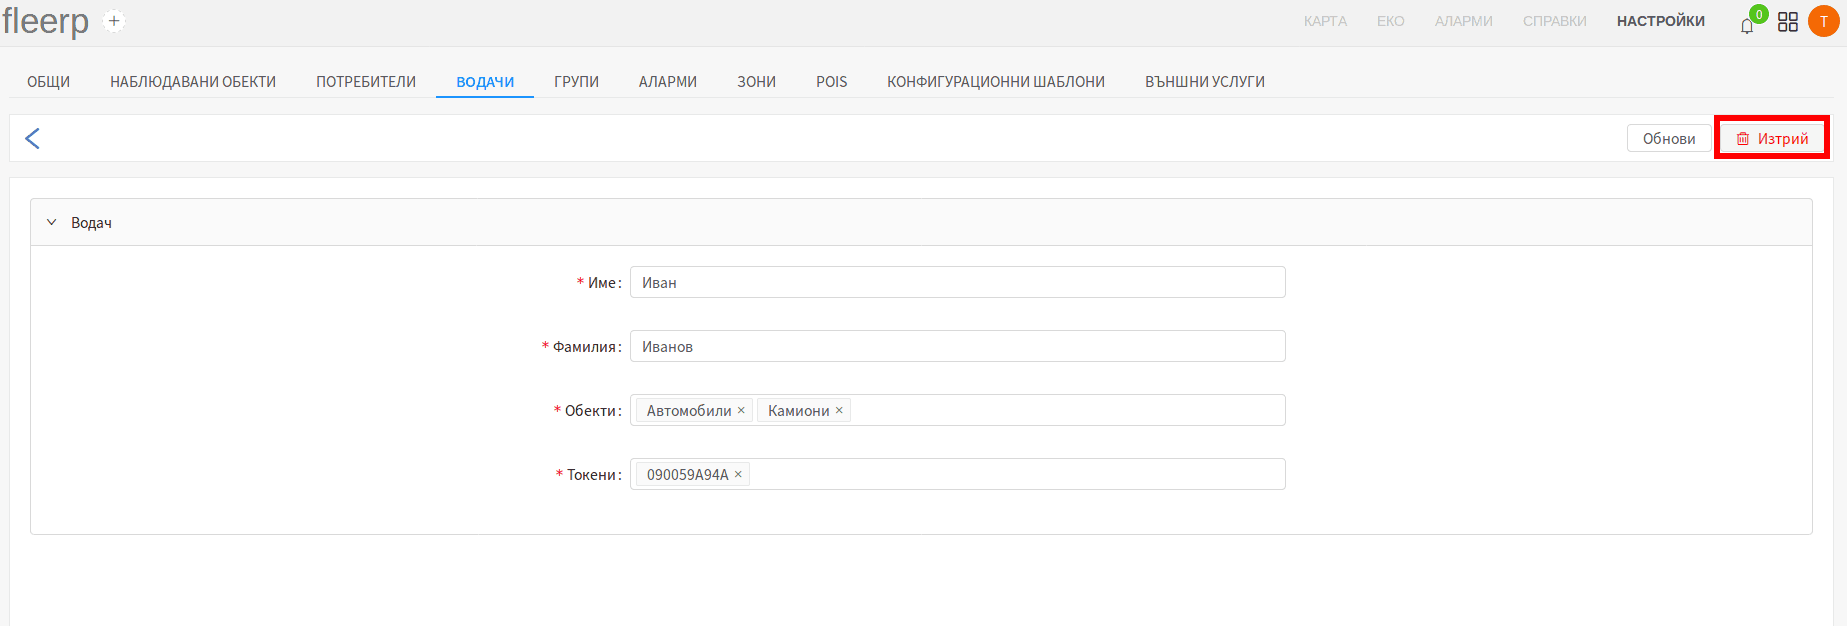 fleerp +
КАРТА ЕКО АЛАРМИ СПРАВКИ НАСТРОЙКИ 0 T
ОБЩИ НАБЛЮДАВАНИ ОБЕКТИ ПОТРЕБИТЕЛИ ВОДАЧИ ГРУПИ АЛАРМИ ЗОНИ POIS КОНФИГУРАЦИОННИ ШАБЛОНИ ВЪНШНИ УСЛУГИ
Обнови Изтрий
Водач
* Име: Иван
* Фамилия: Иванов
* Обекти: Автомобили × Камиони ×
* Токени: 090059A94A ×